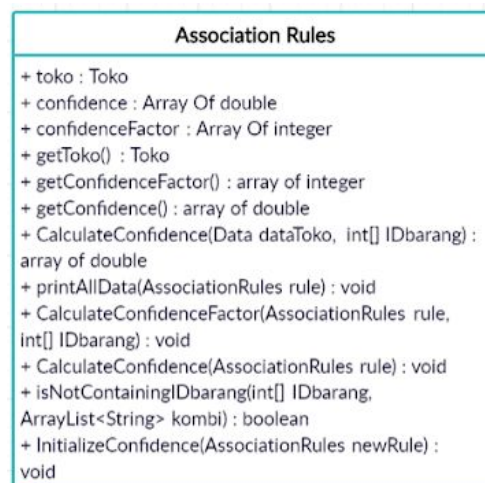 Association Rules
+ toko : Toko
+ confidence : Array Of double
+ confidenceFactor : Array Of integer
+ getToko() : Toko
+ getConfidenceFactor() : array of integer
+ getConfidence() : array of double
+ CalculateConfidence(Data dataToko, int[] IDbarang) :
array of double
+ printAllData(AssociationRules rule) : void
+ CalculateConfidenceFactor(AssociationRules rule,
int[] IDbarang) : void
+ CalculateConfidence(AssociationRules rule) : void
+ isNotContainingIDbarang(int[] IDbarang,
ArrayList<String> kombi) : boolean
+ InitializeConfidence(AssociationRules newRule) :
void